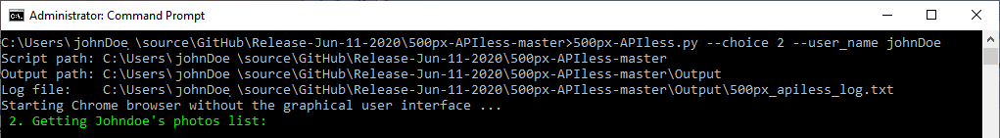 Administrator: Command Prompt
C:\Users\johnDoe \source\GitHub\Release-Jun-11-2020\500px-APIless-master>500px-APIless.py --choice 2 --user_name johnDoe
Script path: C:\Users\johnDoe \source\GitHub\Release-Jun-11-2020\500px-APIless-master
Output path: C:\Users\johnDoe \source\GitHub\Release-Jun-11-2020\500px-APIless-master\Output
Log file:    C:\Users\johnDoe \source\GitHub\Release-Jun-11-2020\500px-APIless-master\Output\500px_apiless_log.txt
Starting Chrome browser without the graphical user interface ...
2. Getting Johndoe's photos list: